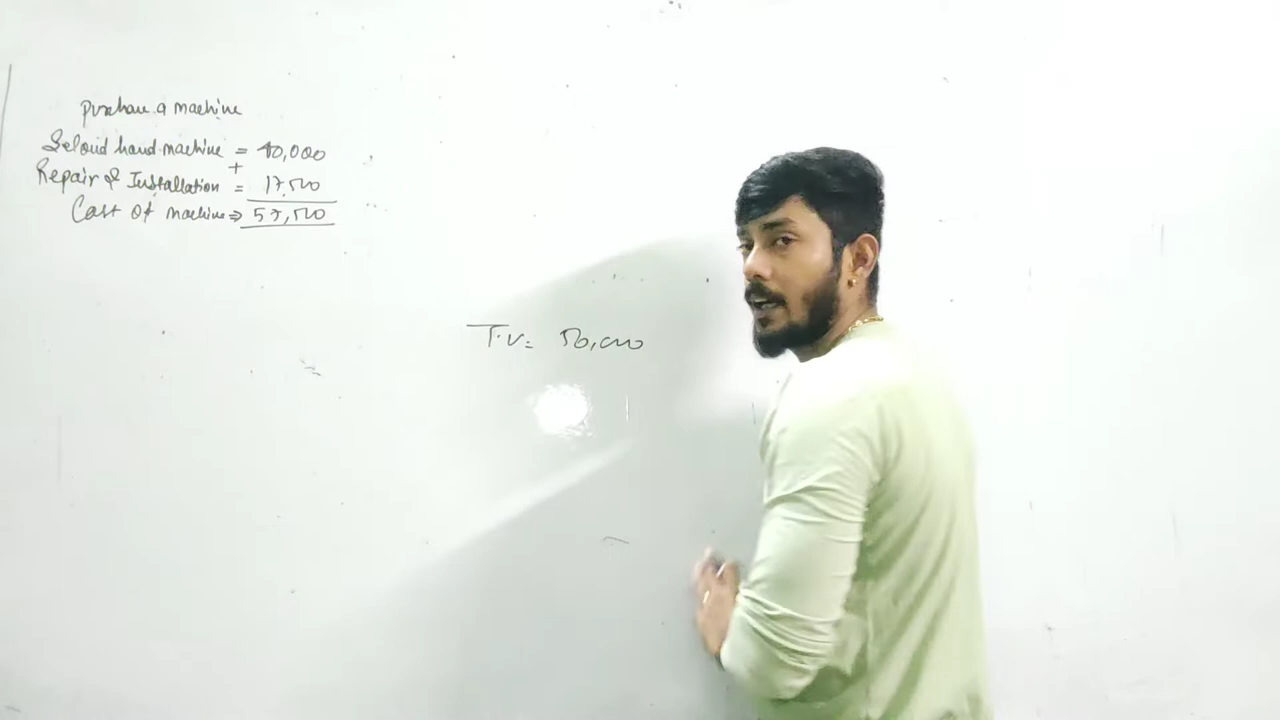 Purchase a machine
Second hand machine = 40,000
+
Repair & Installation = 17,500
Cost of machine ⇒ 57,500
T.V = 50,000